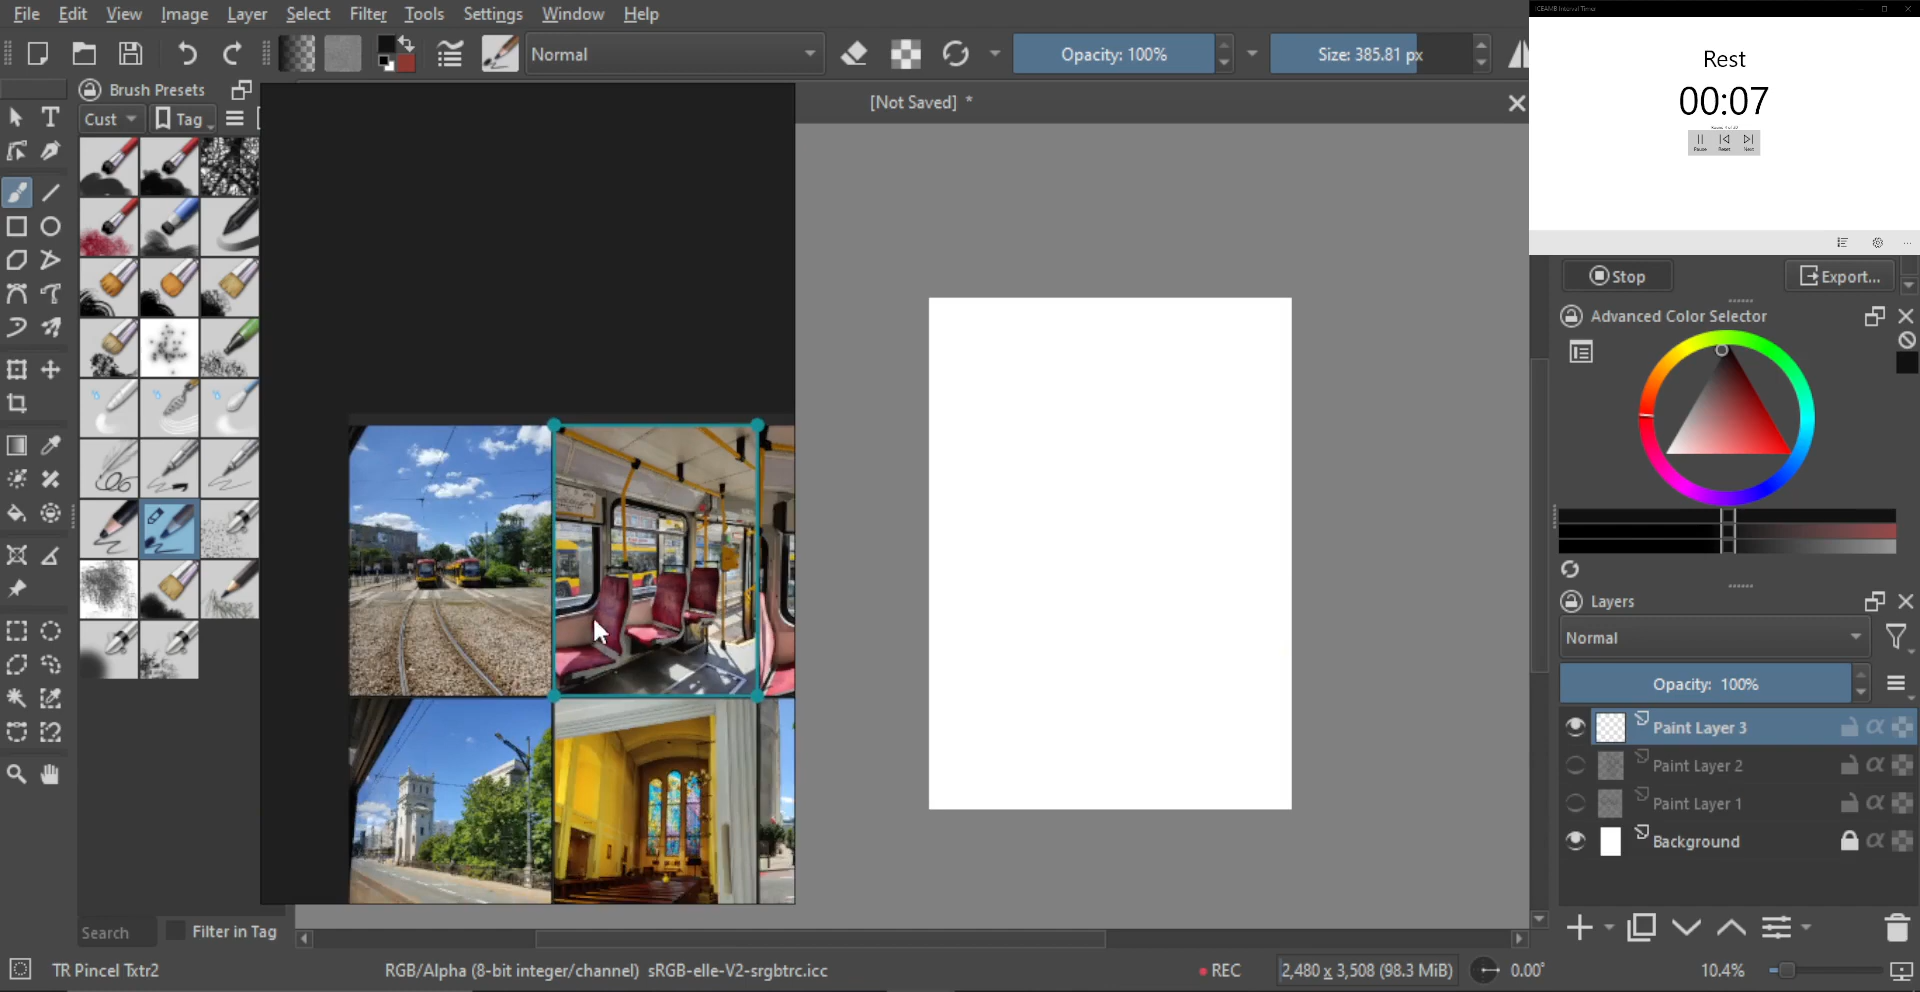 File Edit View Image Layer Select Filter Tools Settings Window Help
ICEAMB Interval Timer
Normal
Opacity: 100%
Size: 385.81 px
Rest
00:07
Pause Reset Next
Brush Presets
[Not Saved] *
Cust
Tag
Stop
Export...
Advanced Color Selector
Layers
Normal
Opacity: 100%
Paint Layer 3
Paint Layer 2
Paint Layer 1
Background
Search
Filter in Tag
TR Pincel Txtr2
RGB/Alpha (8-bit integer/channel) sRGB-elle-V2-srgbtrc.icc
REC
2,480 x 3,508 (98.3 MiB)
0.00°
10.4%